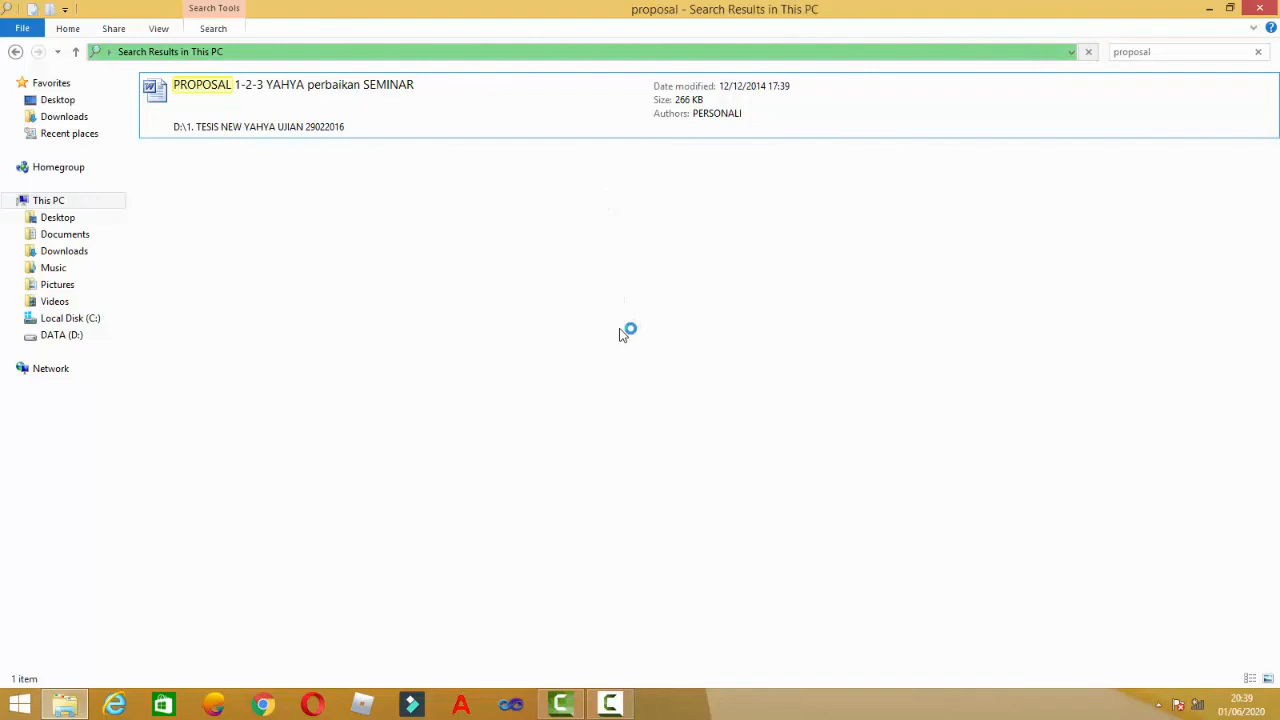 Search Tools
proposal - Search Results in This PC
File Home Share View Search
Search Results in This PC
proposal
PROPOSAL 1-2-3 YAHYA perbaikan SEMINAR
D:\1. TESIS NEW YAHYA UJIAN 29022016
Date modified: 12/12/2014 17:39
Size: 266 KB
Authors: PERSONALI
Favorites
Desktop
Downloads
Recent places
Homegroup
This PC
Desktop
Documents
Downloads
Music
Pictures
Videos
Local Disk (C:)
DATA (D:)
Network
1 item
20:39
01/06/2020